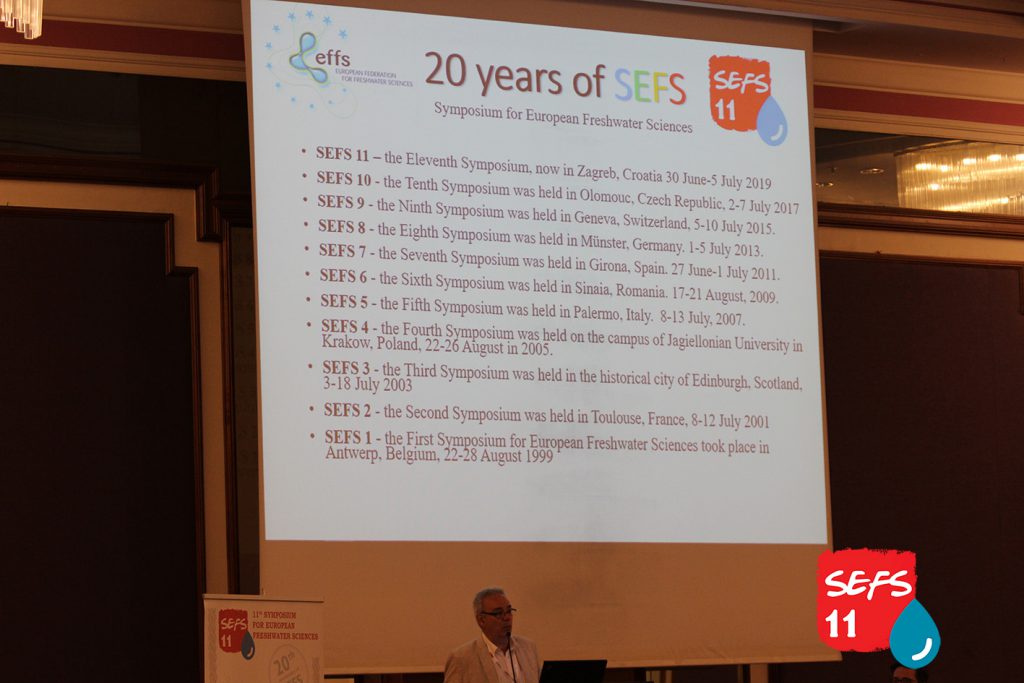 effs
EUROPEAN FEDERATION
FOR FRESHWATER SCIENCES
20 years of SEFS
Symposium for European Freshwater Sciences
SEFS
11
• SEFS 11 – the Eleventh Symposium, now in Zagreb, Croatia 30 June-5 July 2019
• SEFS 10 - the Tenth Symposium was held in Olomouc, Czech Republic, 2-7 July 2017
• SEFS 9 - the Ninth Symposium was held in Geneva, Switzerland, 5-10 July 2015.
• SEFS 8 - the Eighth Symposium was held in Münster, Germany. 1-5 July 2013.
• SEFS 7 - the Seventh Symposium was held in Girona, Spain. 27 June-1 July 2011.
• SEFS 6 - the Sixth Symposium was held in Sinaia, Romania. 17-21 August, 2009.
• SEFS 5 - the Fifth Symposium was held in Palermo, Italy. 8-13 July, 2007.
• SEFS 4 - the Fourth Symposium was held on the campus of Jagiellonian University in
Krakow, Poland, 22-26 August in 2005.
• SEFS 3 - the Third Symposium was held in the historical city of Edinburgh, Scotland,
3-18 July 2003
• SEFS 2 - the Second Symposium was held in Toulouse, France, 8-12 July 2001
• SEFS 1 - the First Symposium for European Freshwater Sciences took place in
Antwerp, Belgium, 22-28 August 1999
SEFS
11
11TH SYMPOSIUM
FOR EUROPEAN
FRESHWATER SCIENCES
20th
SEFS
11